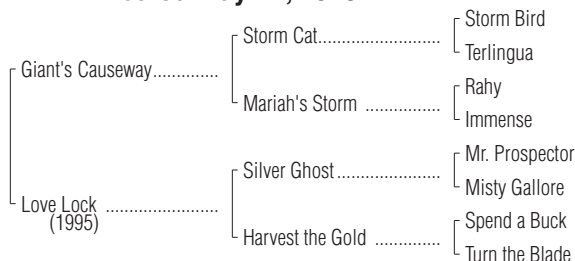 Storm Bird
Storm Cat..........................
Terlingua
Giant's Causeway..............
Rahy
Mariah's Storm ................
Immense
Mr. Prospector
Silver Ghost......................
Misty Gallore
Love Lock ........................
(1995)
Spend a Buck
Harvest the Gold ..............
Turn the Blade